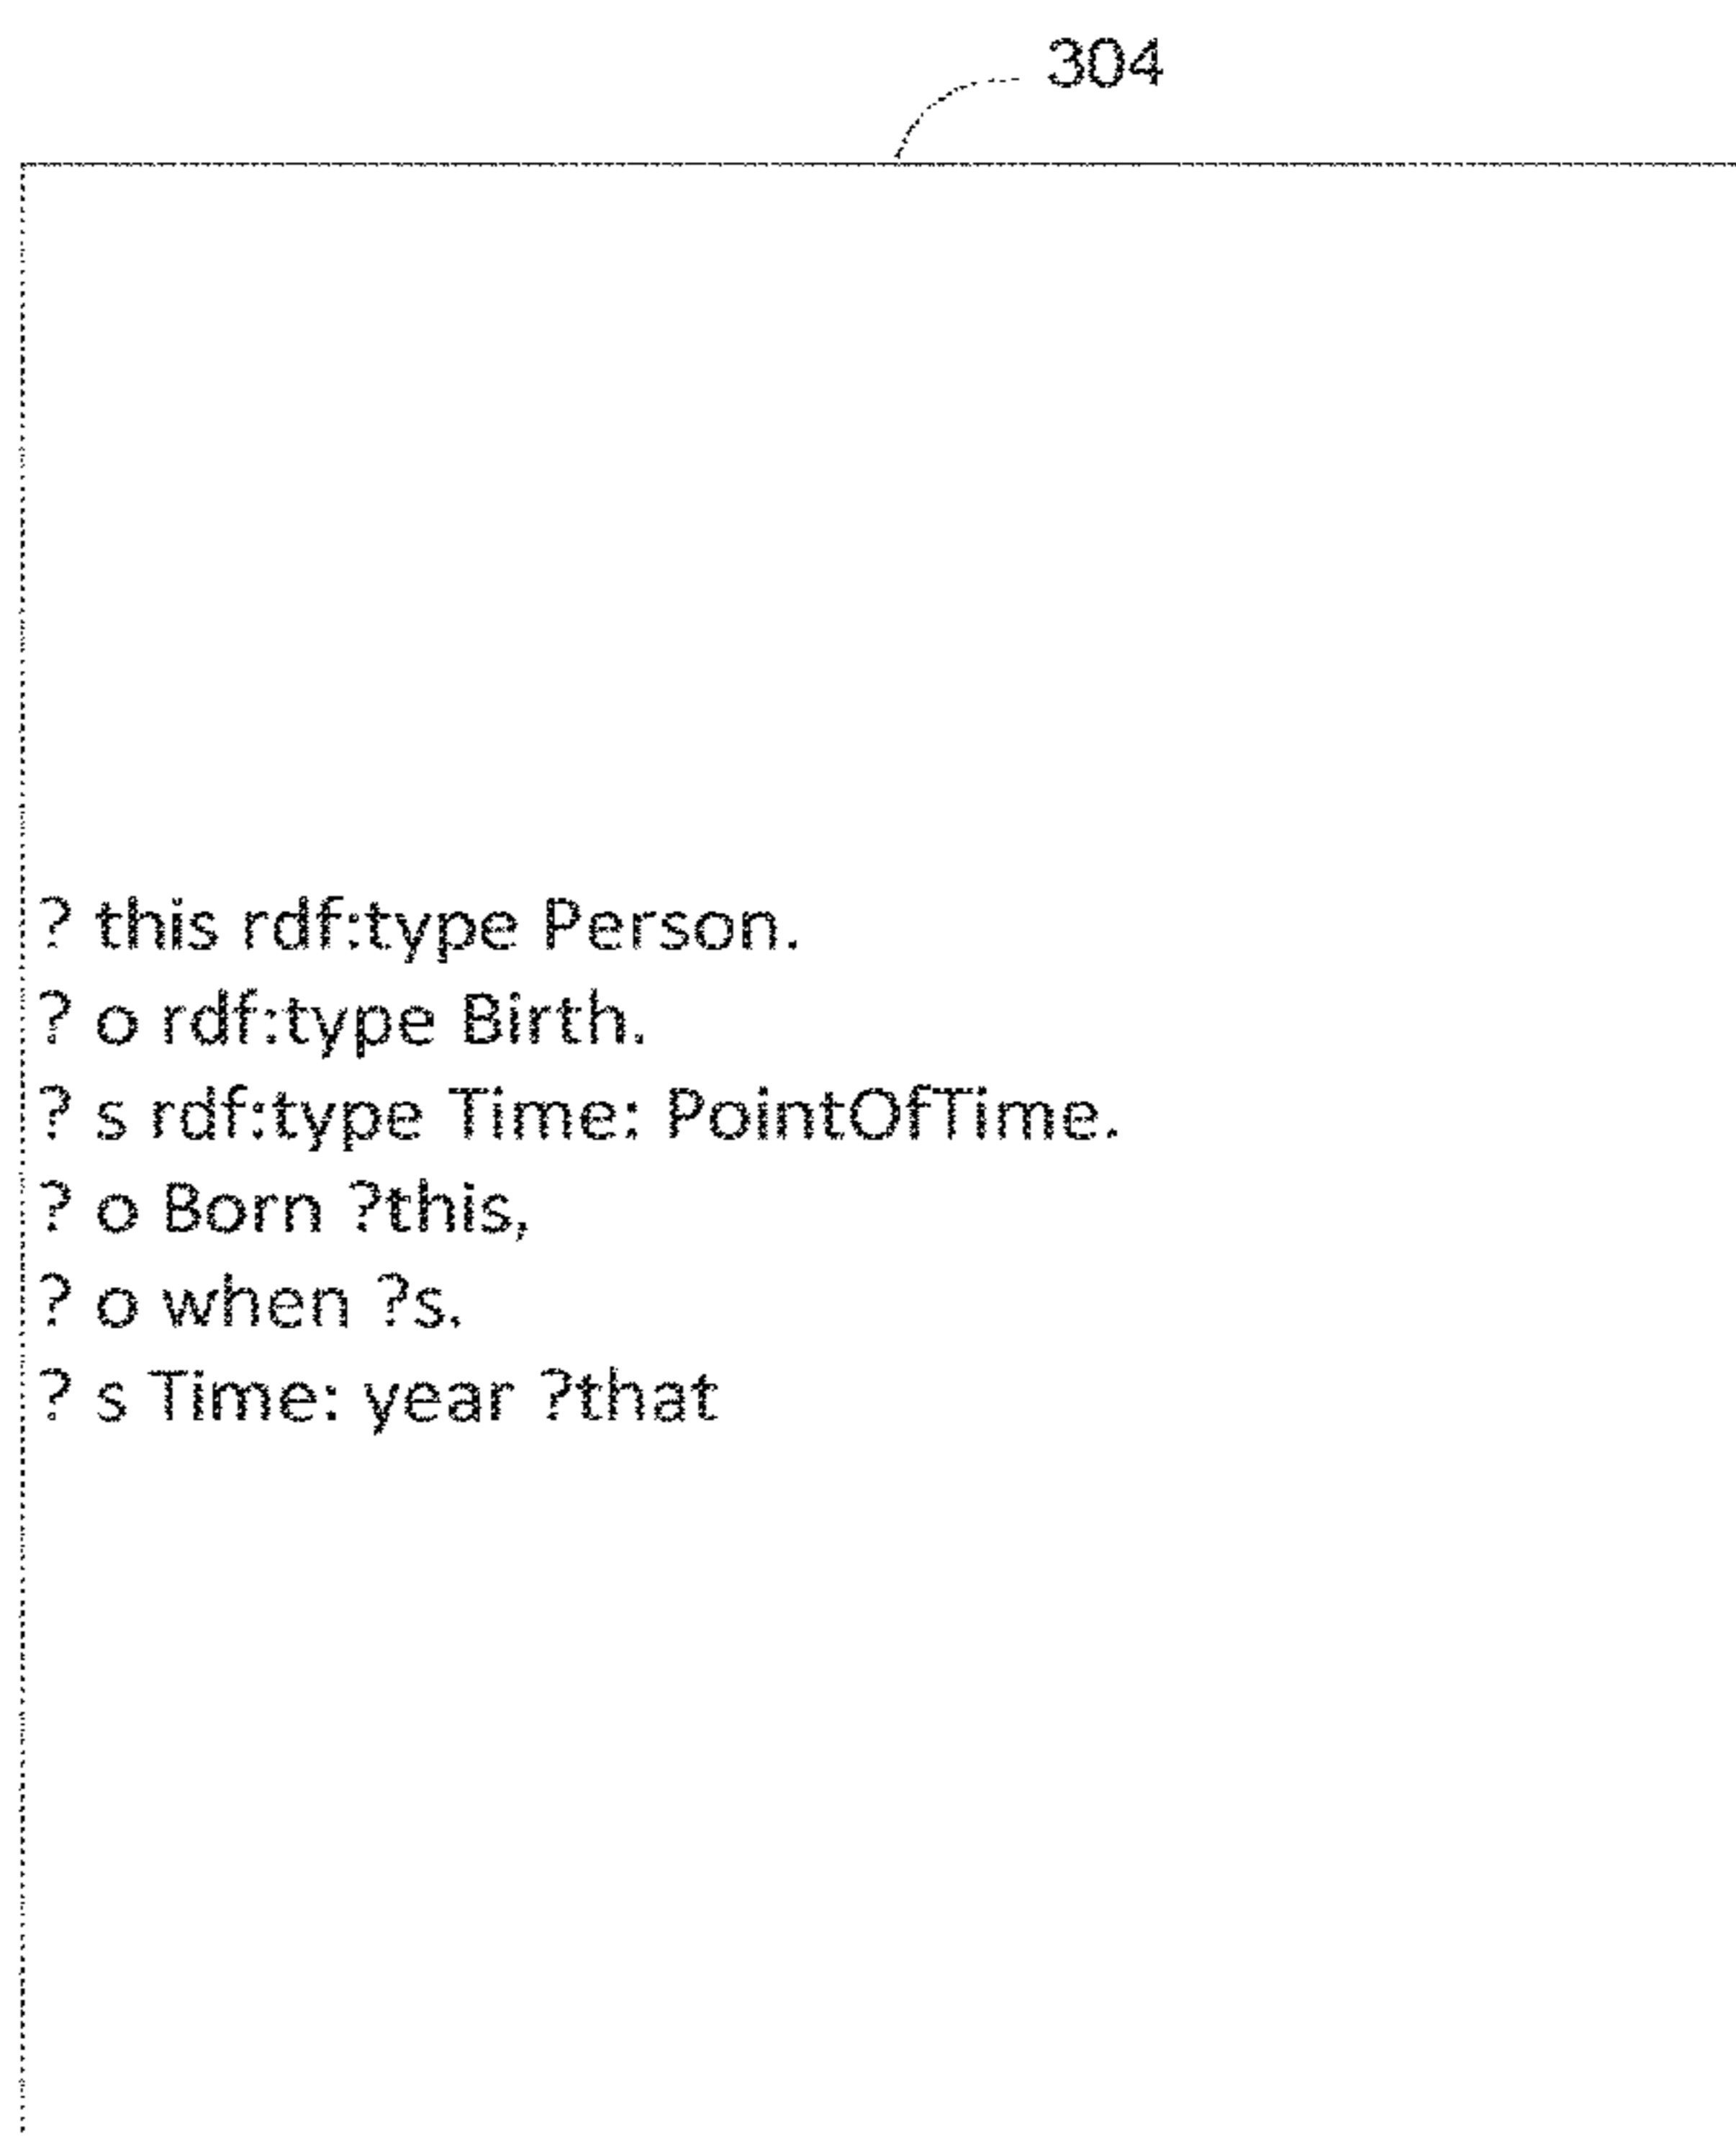 304
? this rdf:type Person.
? o rdf:type Birth.
? s rdf:type Time: PointOfTime.
? o Born ?this,
? o when ?s.
? s Time: year ?that